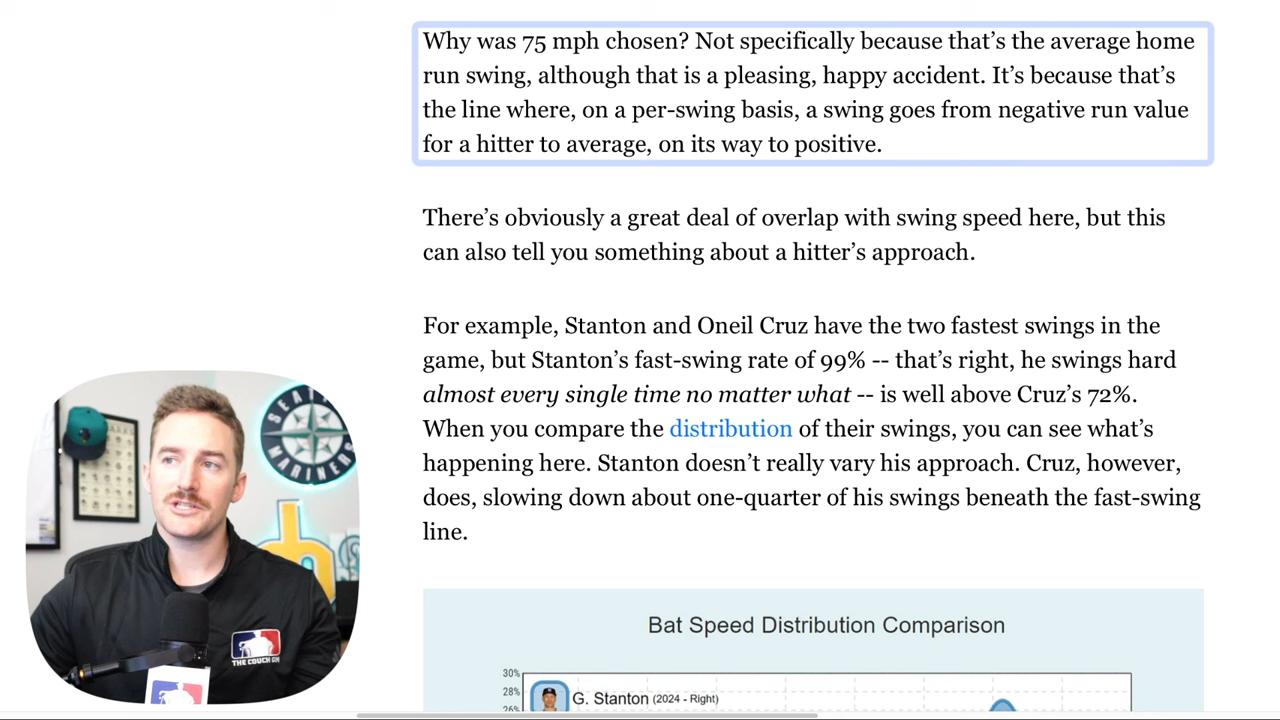 Why was 75 mph chosen? Not specifically because that’s the average home
run swing, although that is a pleasing, happy accident. It’s because that’s
the line where, on a per-swing basis, a swing goes from negative run value
for a hitter to average, on its way to positive.
There’s obviously a great deal of overlap with swing speed here, but this
can also tell you something about a hitter’s approach.
For example, Stanton and Oneil Cruz have the two fastest swings in the
game, but Stanton’s fast-swing rate of 99% -- that’s right, he swings hard
almost every single time no matter what -- is well above Cruz’s 72%.
When you compare the distribution of their swings, you can see what’s
happening here. Stanton doesn’t really vary his approach. Cruz, however,
does, slowing down about one-quarter of his swings beneath the fast-swing
line.
Bat Speed Distribution Comparison
30%
28%
26%
G. Stanton (2024 - Right)
SEATTLE
MARINERS
THE COUCH GM